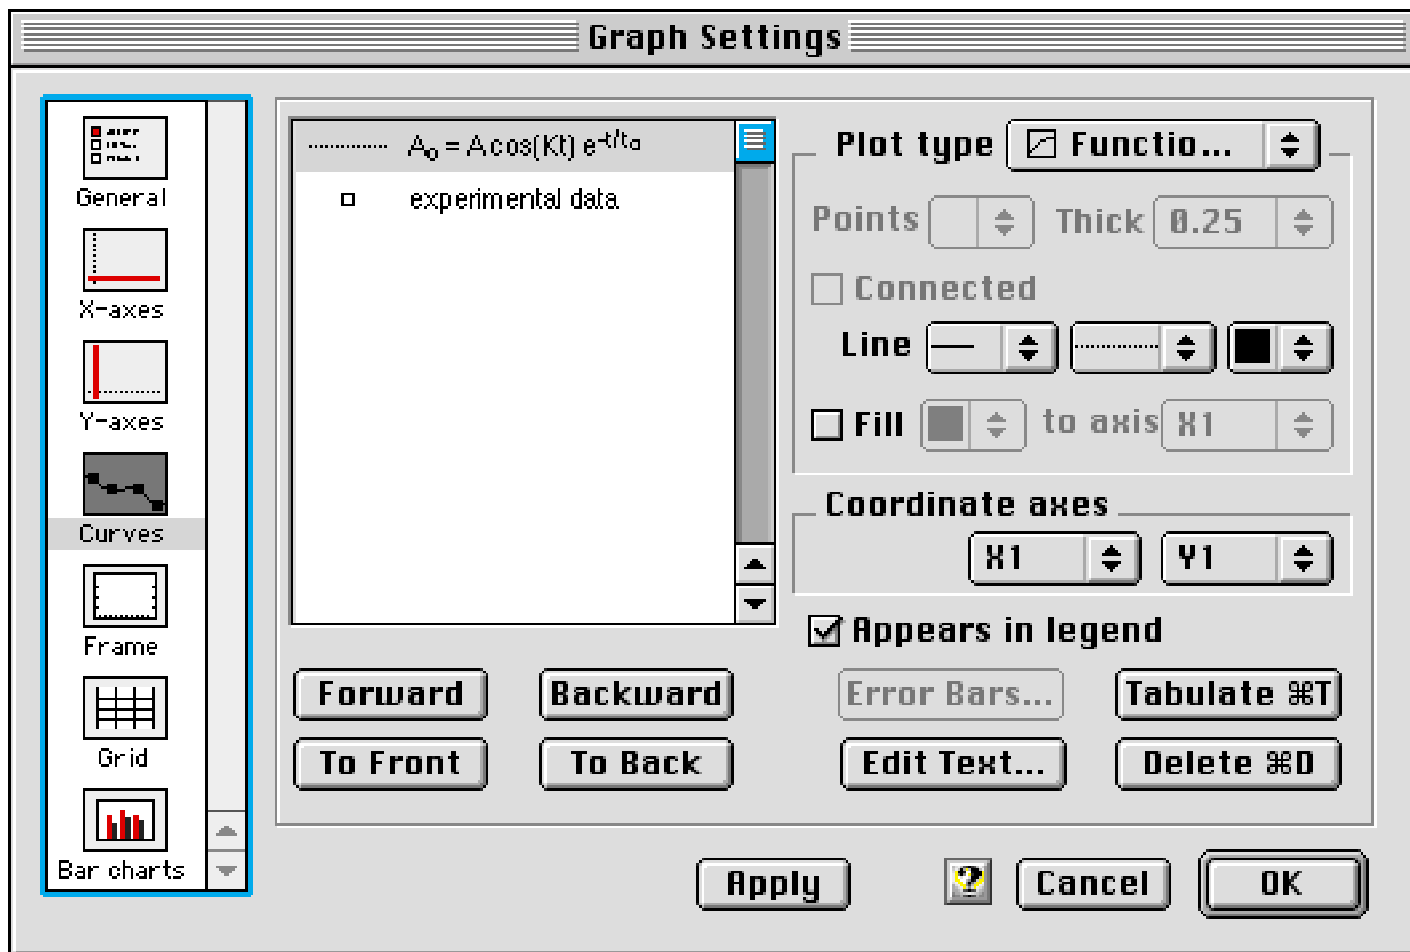 Graph Settings
General
X-axes
Y-axes
Curves
Frame
Grid
Bar charts
A₀ = A cos(Kt) e^-t/tα
experimental data
Plot type Functio...
Points Thick 0.25
Connected
Line
Fill to axis X1
Coordinate axes
X1 Y1
Appears in legend
Forward Backward Error Bars... Tabulate ⌘T
To Front To Back Edit Text... Delete ⌘D
Apply ? Cancel OK